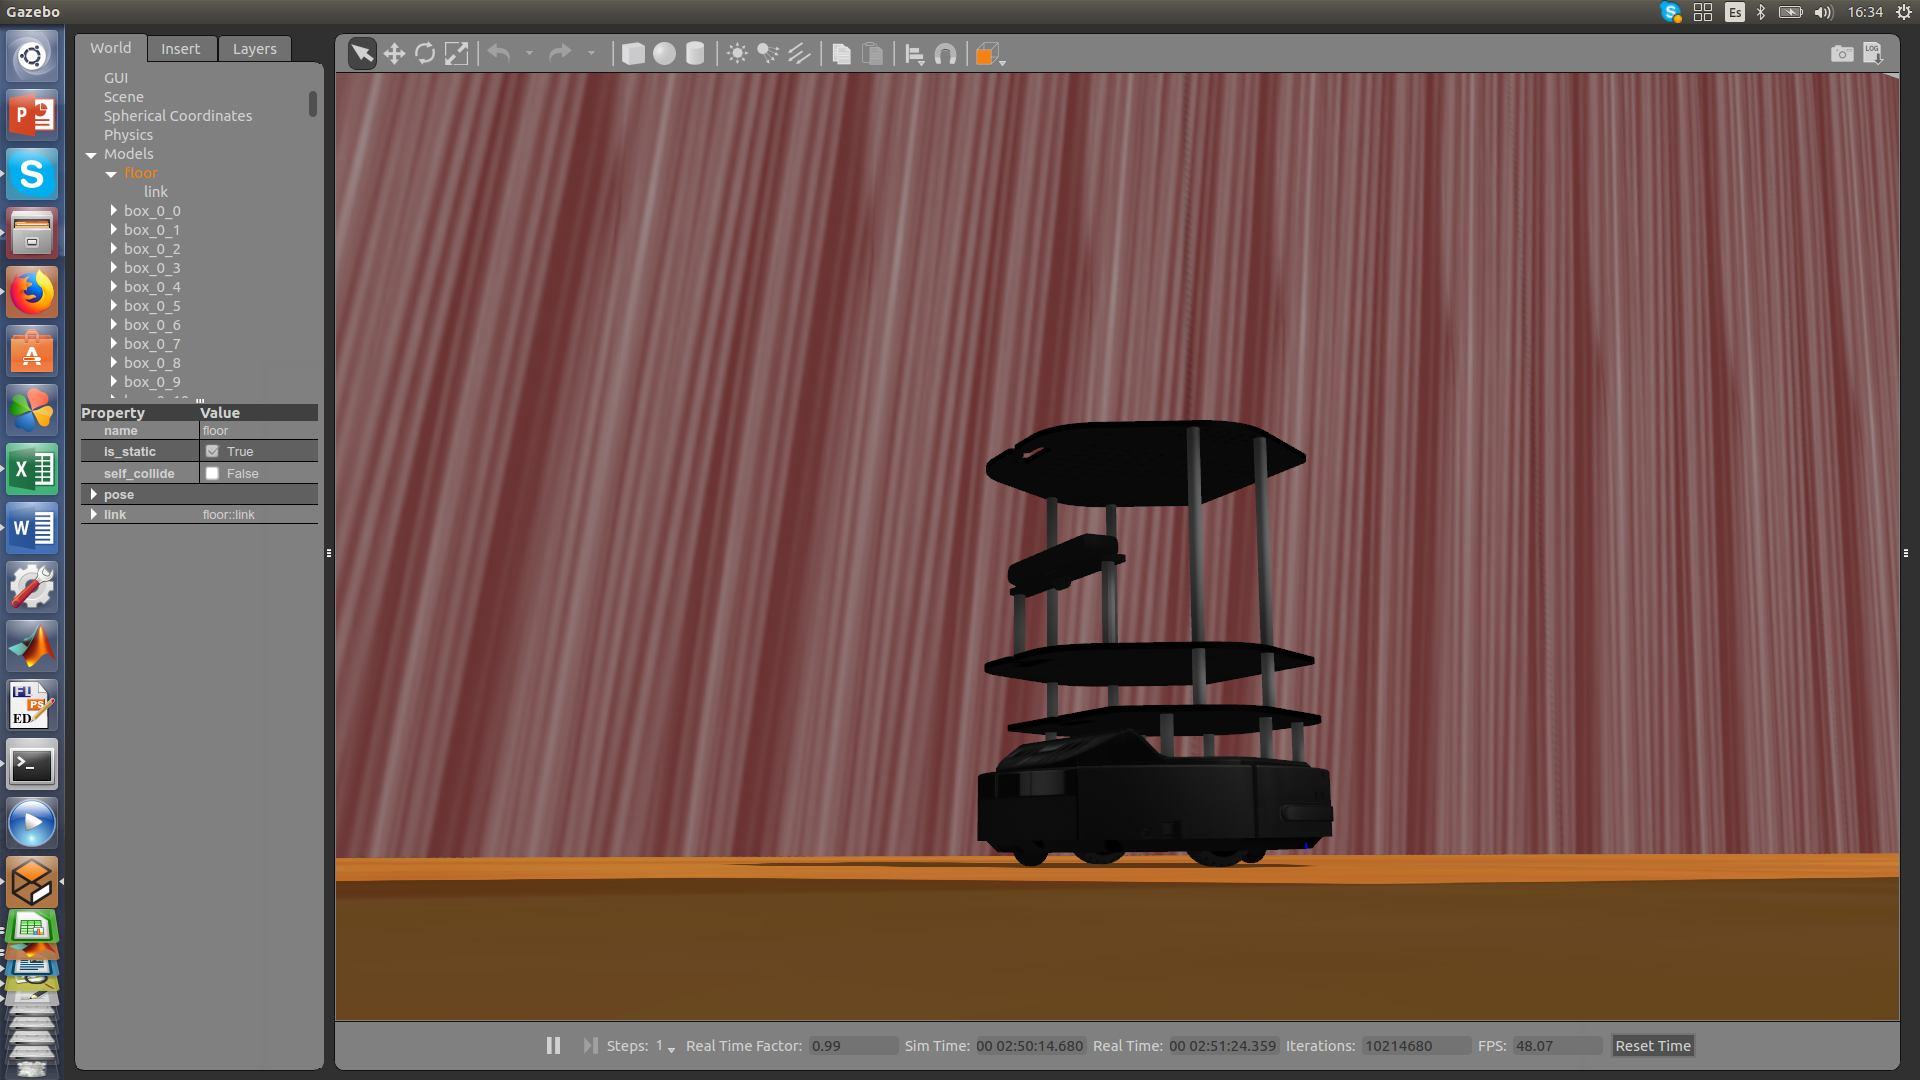 Gazebo
Es
16:34
World
Insert
Layers
LOG
GUI
Scene
Spherical Coordinates
Physics
Models
floor
link
box_0_0
box_0_1
box_0_2
box_0_3
box_0_4
box_0_5
box_0_6
box_0_7
box_0_8
box_0_9
Property Value
name floor
is_static True
self_collide False
pose
link floor::link
Steps: 1 Real Time Factor: 0.99 Sim Time: 00 02:50:14.680 Real Time: 00 02:51:24.359 Iterations: 10214680 FPS: 48.07 Reset Time